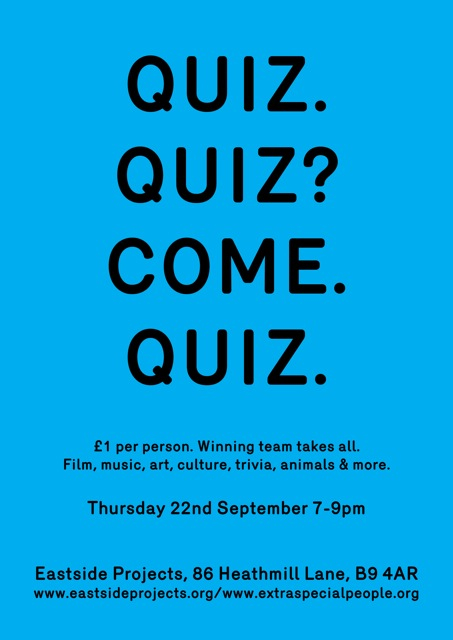 QUIZ.
QUIZ?
COME.
QUIZ.
£1 per person. Winning team takes all.
Film, music, art, culture, trivia, animals & more.
Thursday 22nd September 7-9pm
Eastside Projects, 86 Heathmill Lane, B9 4AR
www.eastsideprojects.org/www.extraspecialpeople.org